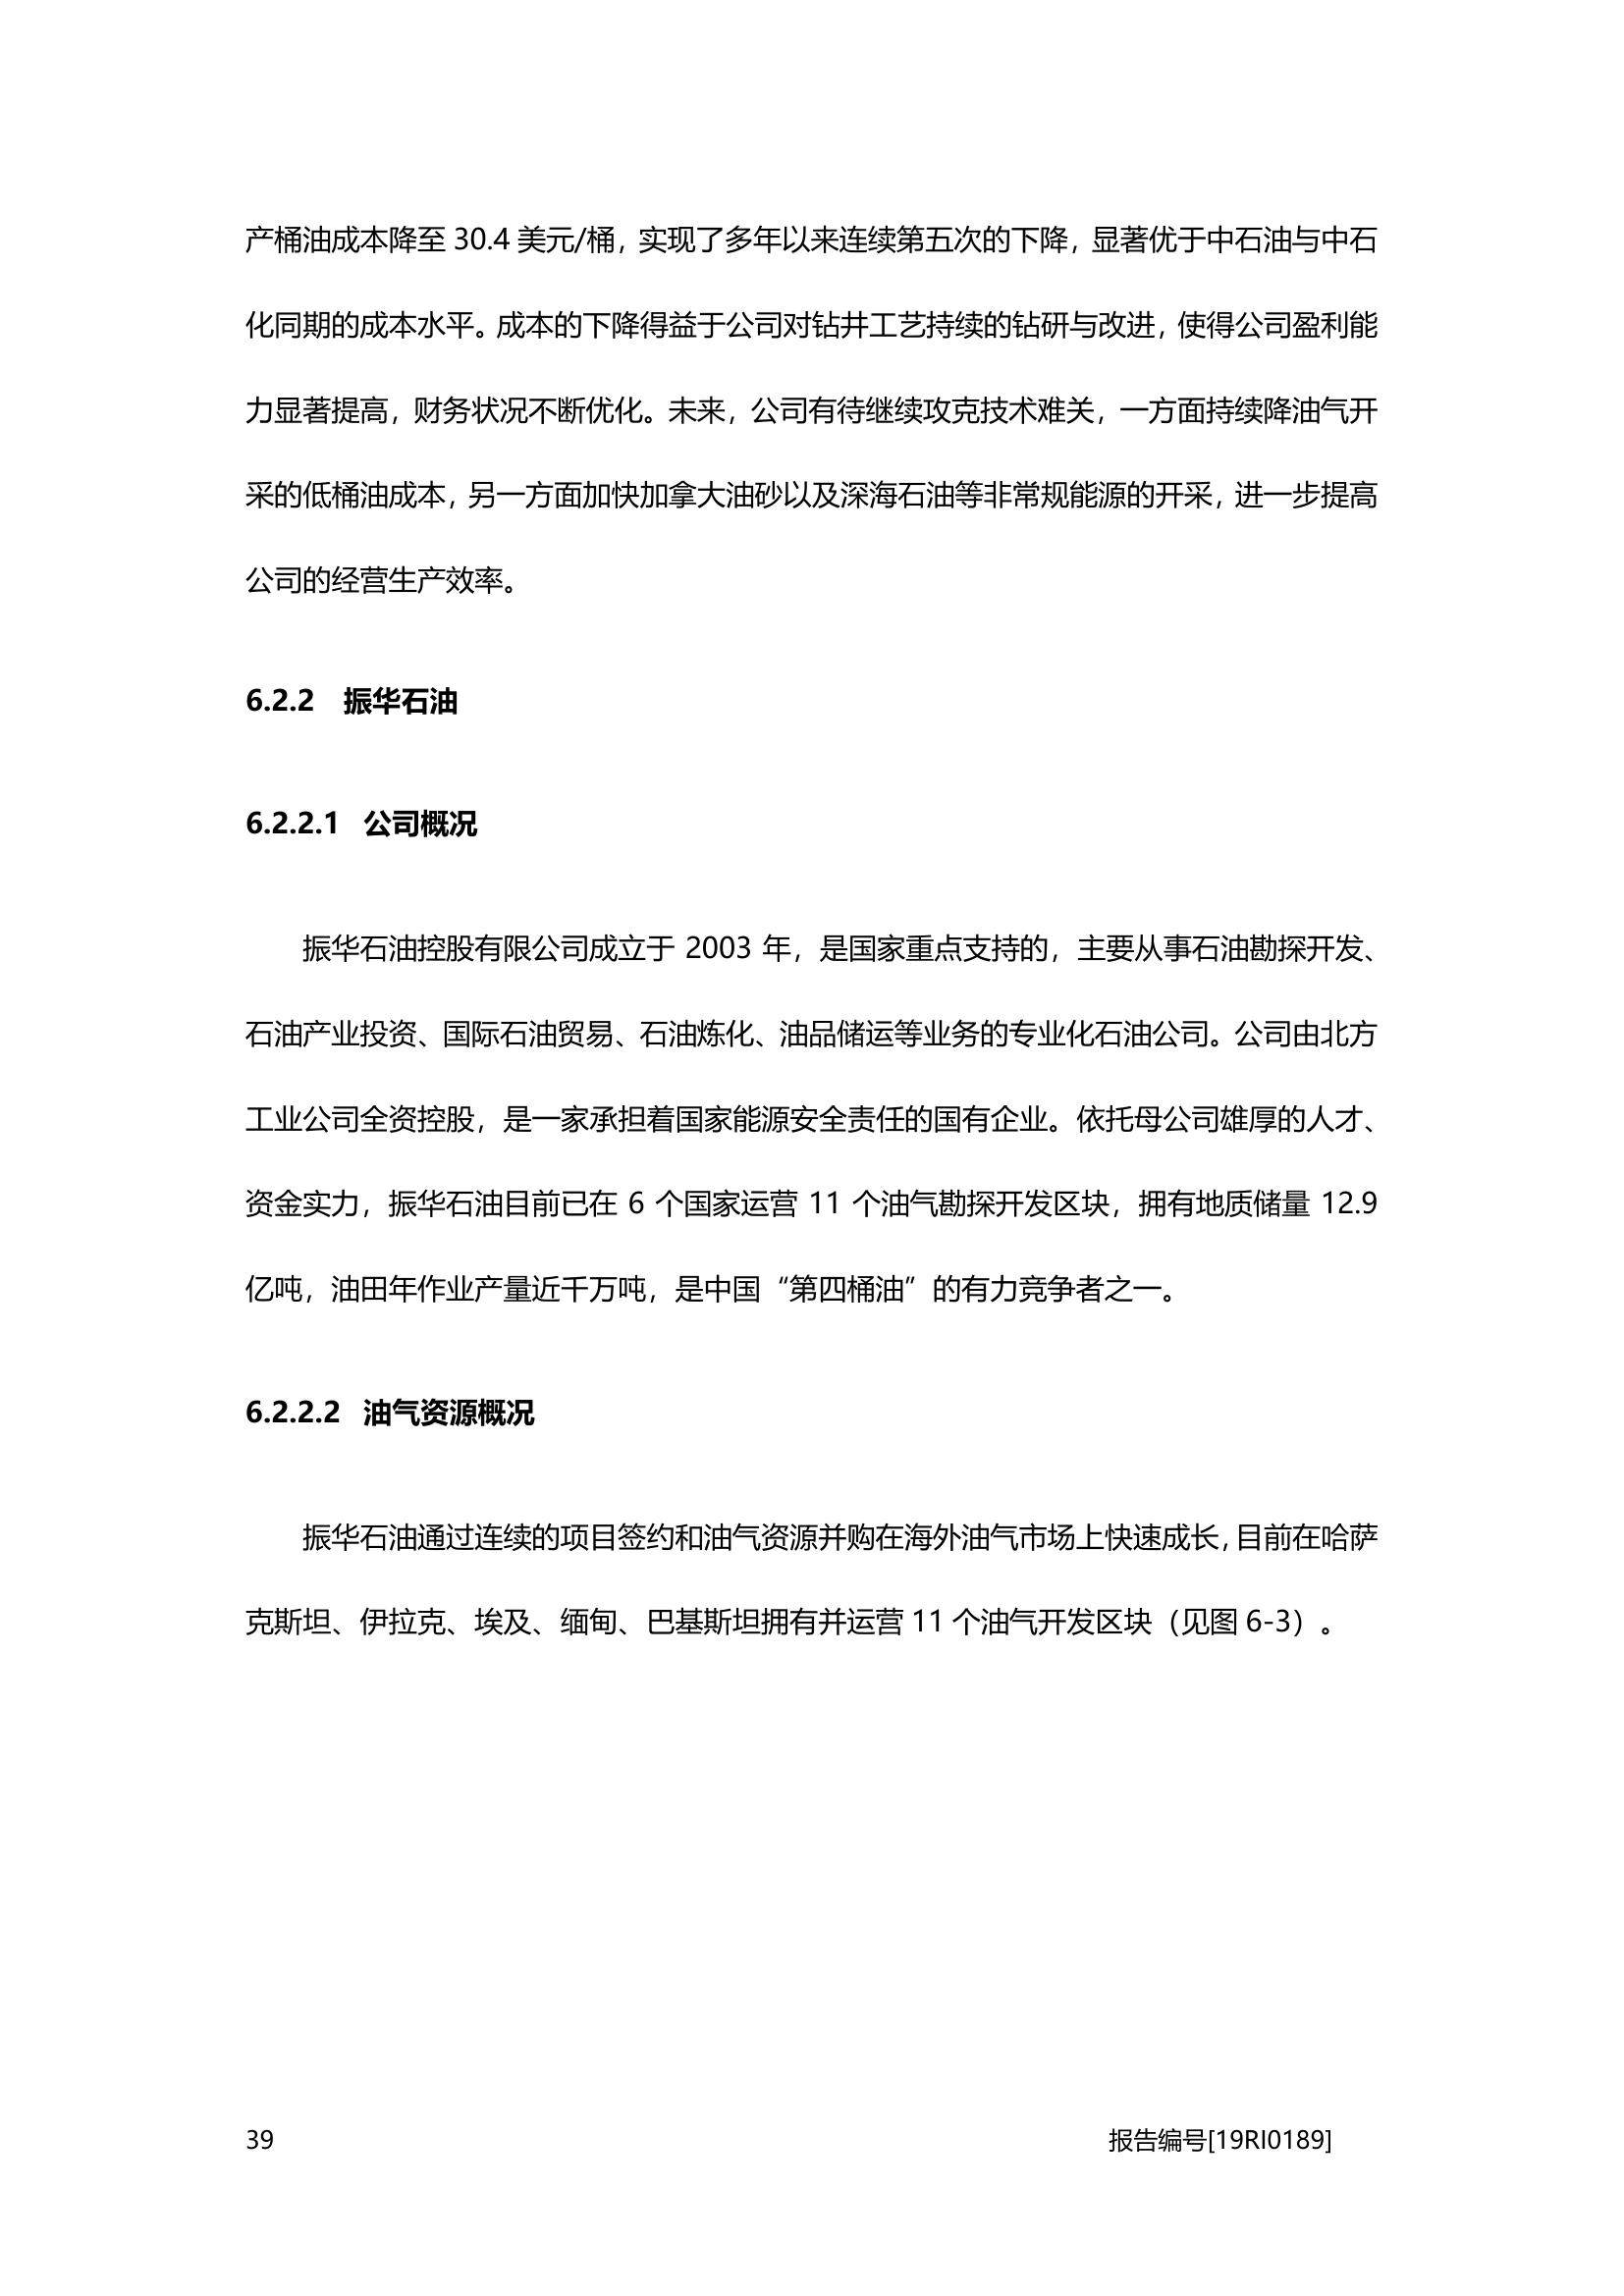 产桶油成本降至 30.4 美元/桶，实现了多年以来连续第五次的下降，显著优于中石油与中石
化同期的成本水平。成本的下降得益于公司对钻井工艺持续的钻研与改进，使得公司盈利能
力显著提高，财务状况不断优化。未来，公司有待继续攻克技术难关，一方面持续降油气开
采的低桶油成本，另一方面加快加拿大油砂以及深海石油等非常规能源的开采，进一步提高
公司的经营生产效率。
6.2.2 振华石油
6.2.2.1 公司概况
振华石油控股有限公司成立于 2003 年，是国家重点支持的，主要从事石油勘探开发、
石油产业投资、国际石油贸易、石油炼化、油品储运等业务的专业化石油公司。公司由北方
工业公司全资控股，是一家承担着国家能源安全责任的国有企业。依托母公司雄厚的人才、
资金实力，振华石油目前已在 6 个国家运营 11 个油气勘探开发区块，拥有地质储量 12.9
亿吨，油田年作业产量近千万吨，是中国“第四桶油”的有力竞争者之一。
6.2.2.2 油气资源概况
振华石油通过连续的项目签约和油气资源并购在海外油气市场上快速成长，目前在哈萨
克斯坦、伊拉克、埃及、缅甸、巴基斯坦拥有并运营 11 个油气开发区块（见图 6-3）。
39 报告编号[19RI0189]